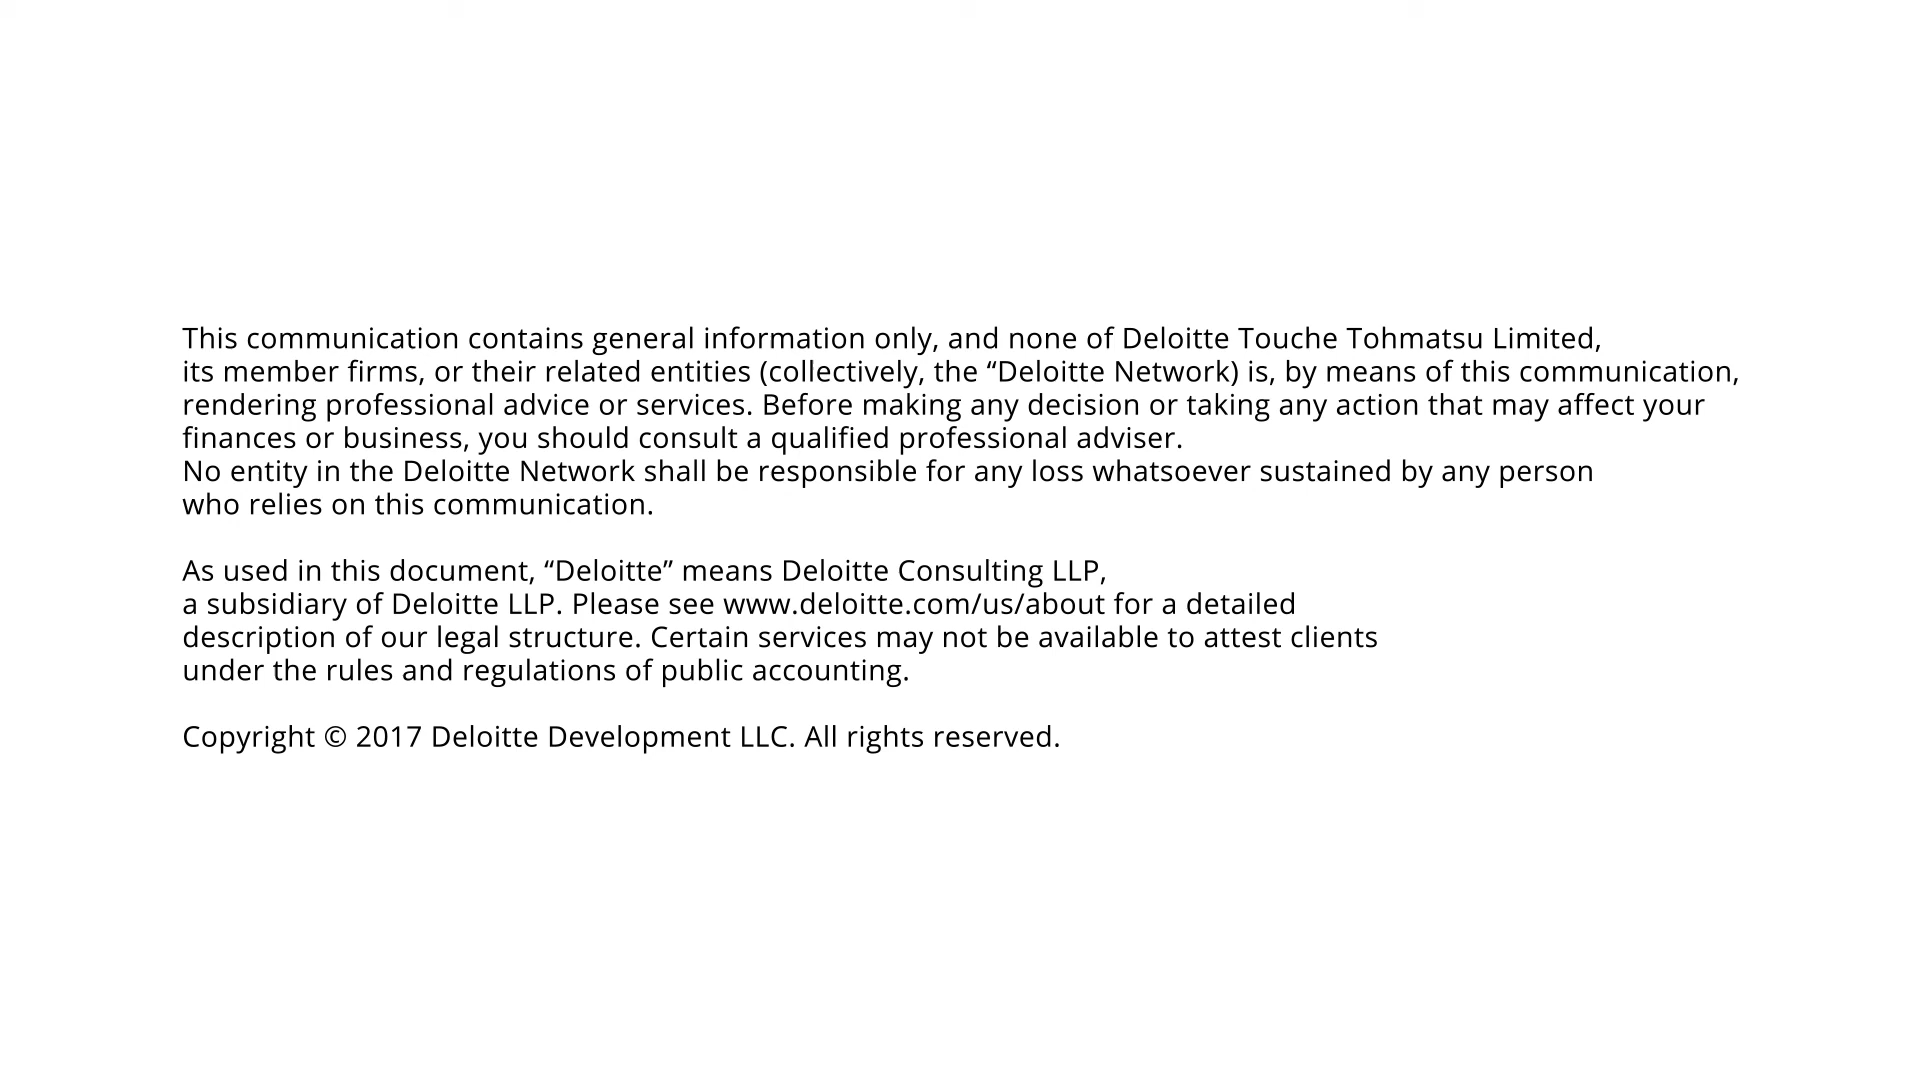 This communication contains general information only, and none of Deloitte Touche Tohmatsu Limited,
its member firms, or their related entities (collectively, the “Deloitte Network) is, by means of this communication,
rendering professional advice or services. Before making any decision or taking any action that may affect your
finances or business, you should consult a qualified professional adviser.
No entity in the Deloitte Network shall be responsible for any loss whatsoever sustained by any person
who relies on this communication.
As used in this document, “Deloitte” means Deloitte Consulting LLP,
a subsidiary of Deloitte LLP. Please see www.deloitte.com/us/about for a detailed
description of our legal structure. Certain services may not be available to attest clients
under the rules and regulations of public accounting.
Copyright © 2017 Deloitte Development LLC. All rights reserved.